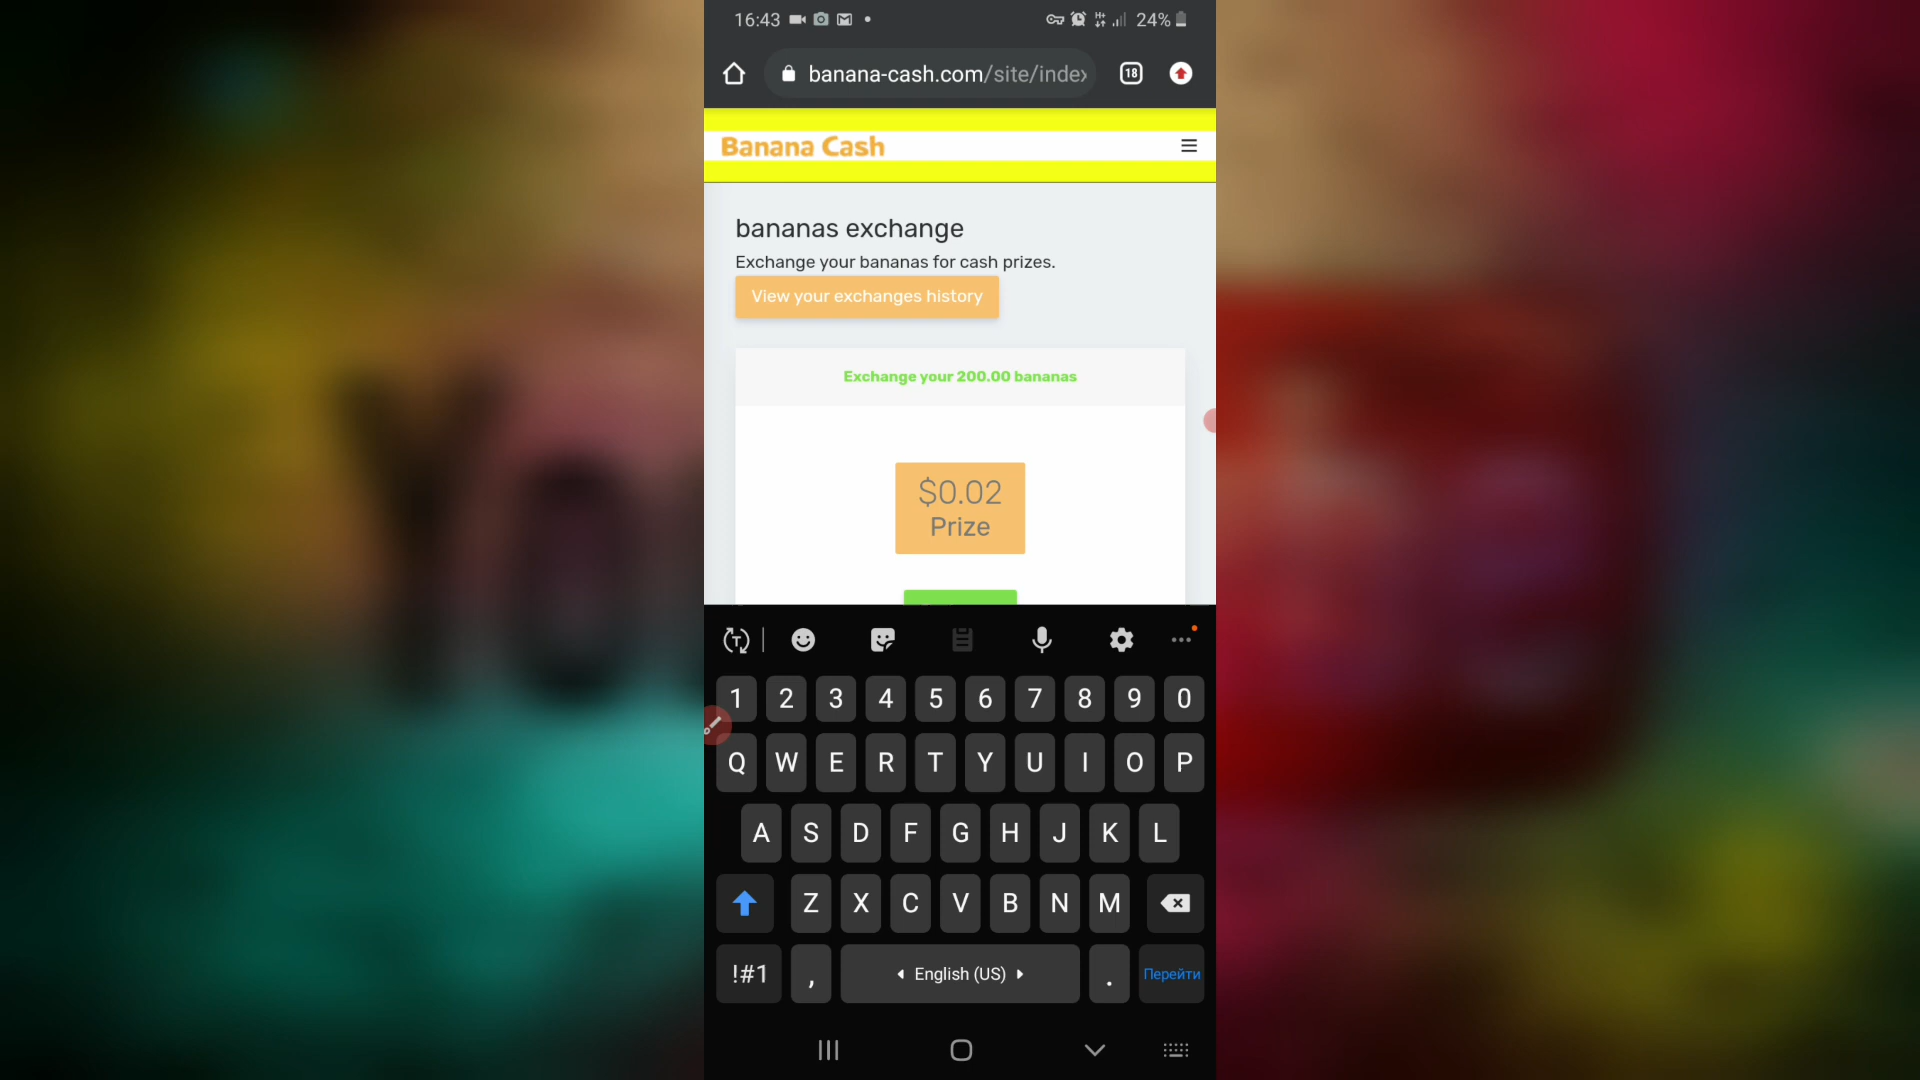 16:43
24%
banana-cash.com/site/index
18
Banana Cash
bananas exchange
Exchange your bananas for cash prizes.
View your exchanges history
Exchange your 200.00 bananas
$0.02
Prize
1 2 3 4 5 6 7 8 9 0
Q W E R T Y U I O P
A S D F G H J K L
Z X C V B N M
!#1 , English (US) . Перейти